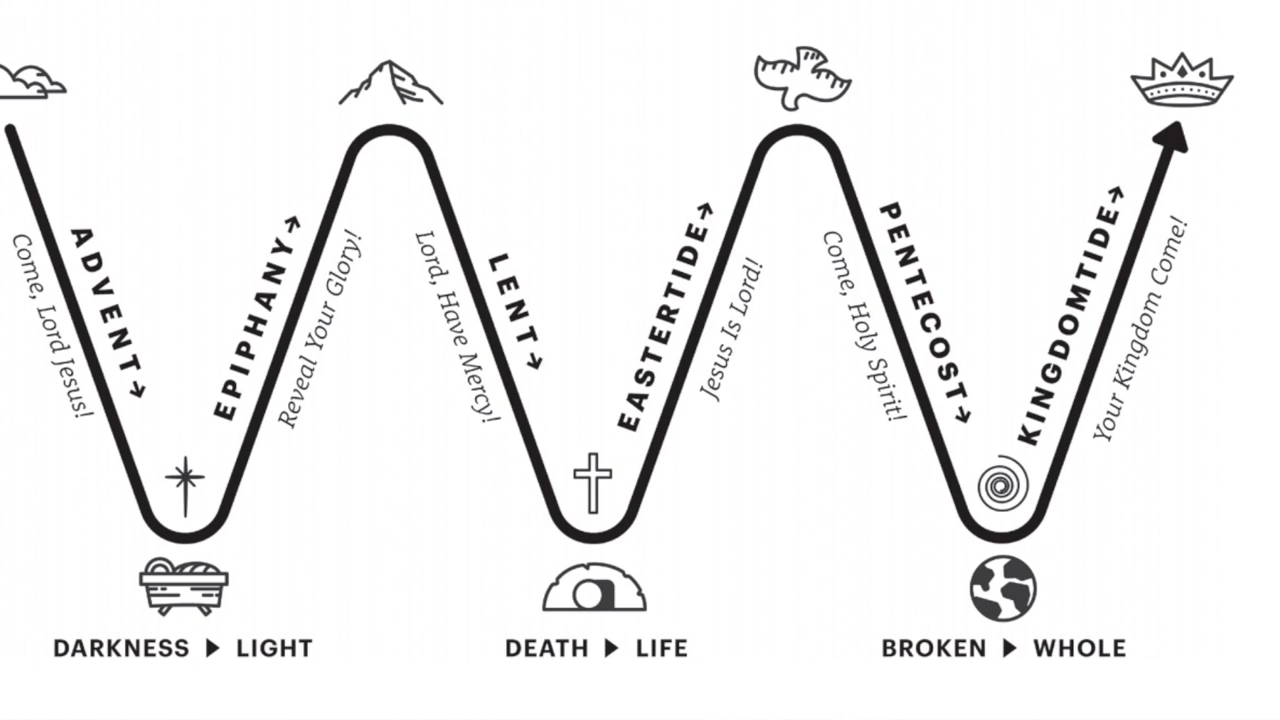 ADVENT
Come, Lord Jesus!
EPIPHANY
Reveal Your Glory!
LENT
Lord, Have Mercy!
EASTERTIDE
Jesus Is Lord!
PENTECOST
Come, Holy Spirit!
KINGDOMTIDE
Your Kingdom Come!
DARKNESS ▶ LIGHT
DEATH ▶ LIFE
BROKEN ▶ WHOLE